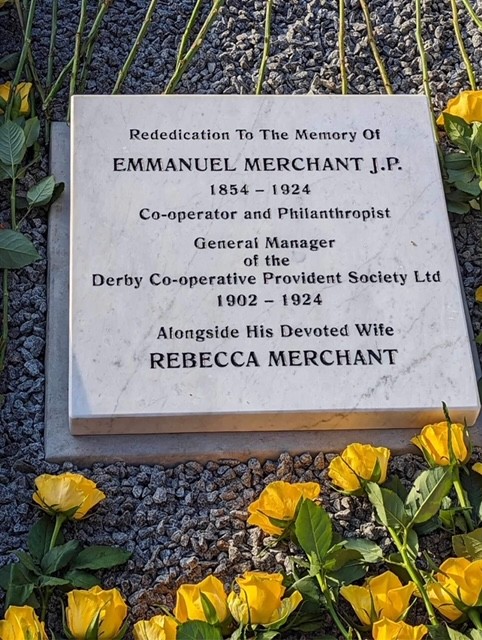 Rededication To The Memory Of
EMMANUEL MERCHANT J.P.
1854 – 1924
Co-operator and Philanthropist
General Manager
of the
Derby Co-operative Provident Society Ltd
1902 – 1924
Alongside His Devoted Wife
REBECCA MERCHANT